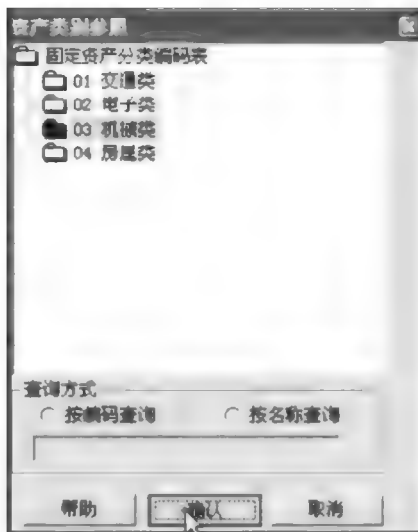 资产类别参照
固定资产分类编码表
01 交通类
02 电子类
03 机械类
04 房屋类
查询方式
按编码查询 按名称查询
帮助 确认 取消